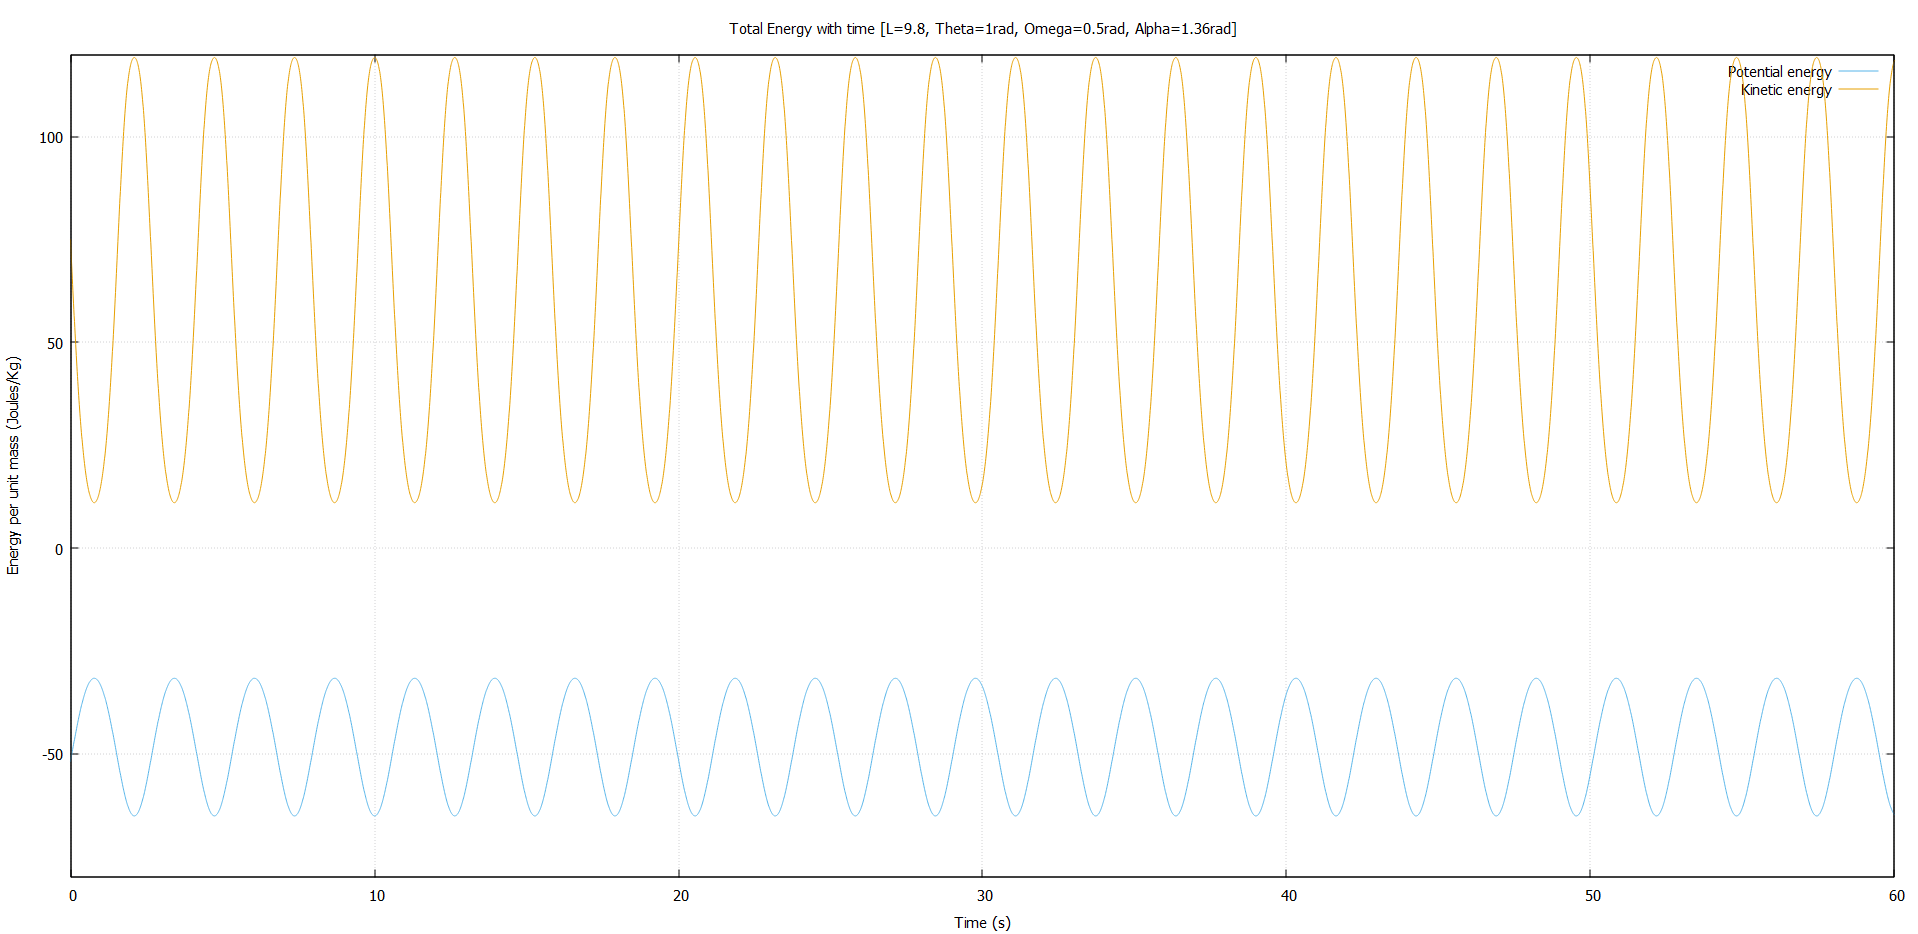 Total Energy with time [L=9.8, Theta=1rad, Omega=0.5rad, Alpha=1.36rad]
Potential energy
Kinetic energy
100
50
0
-50
Energy per unit mass (Joules/Kg)
0 10 20 30 40 50 60
Time (s)